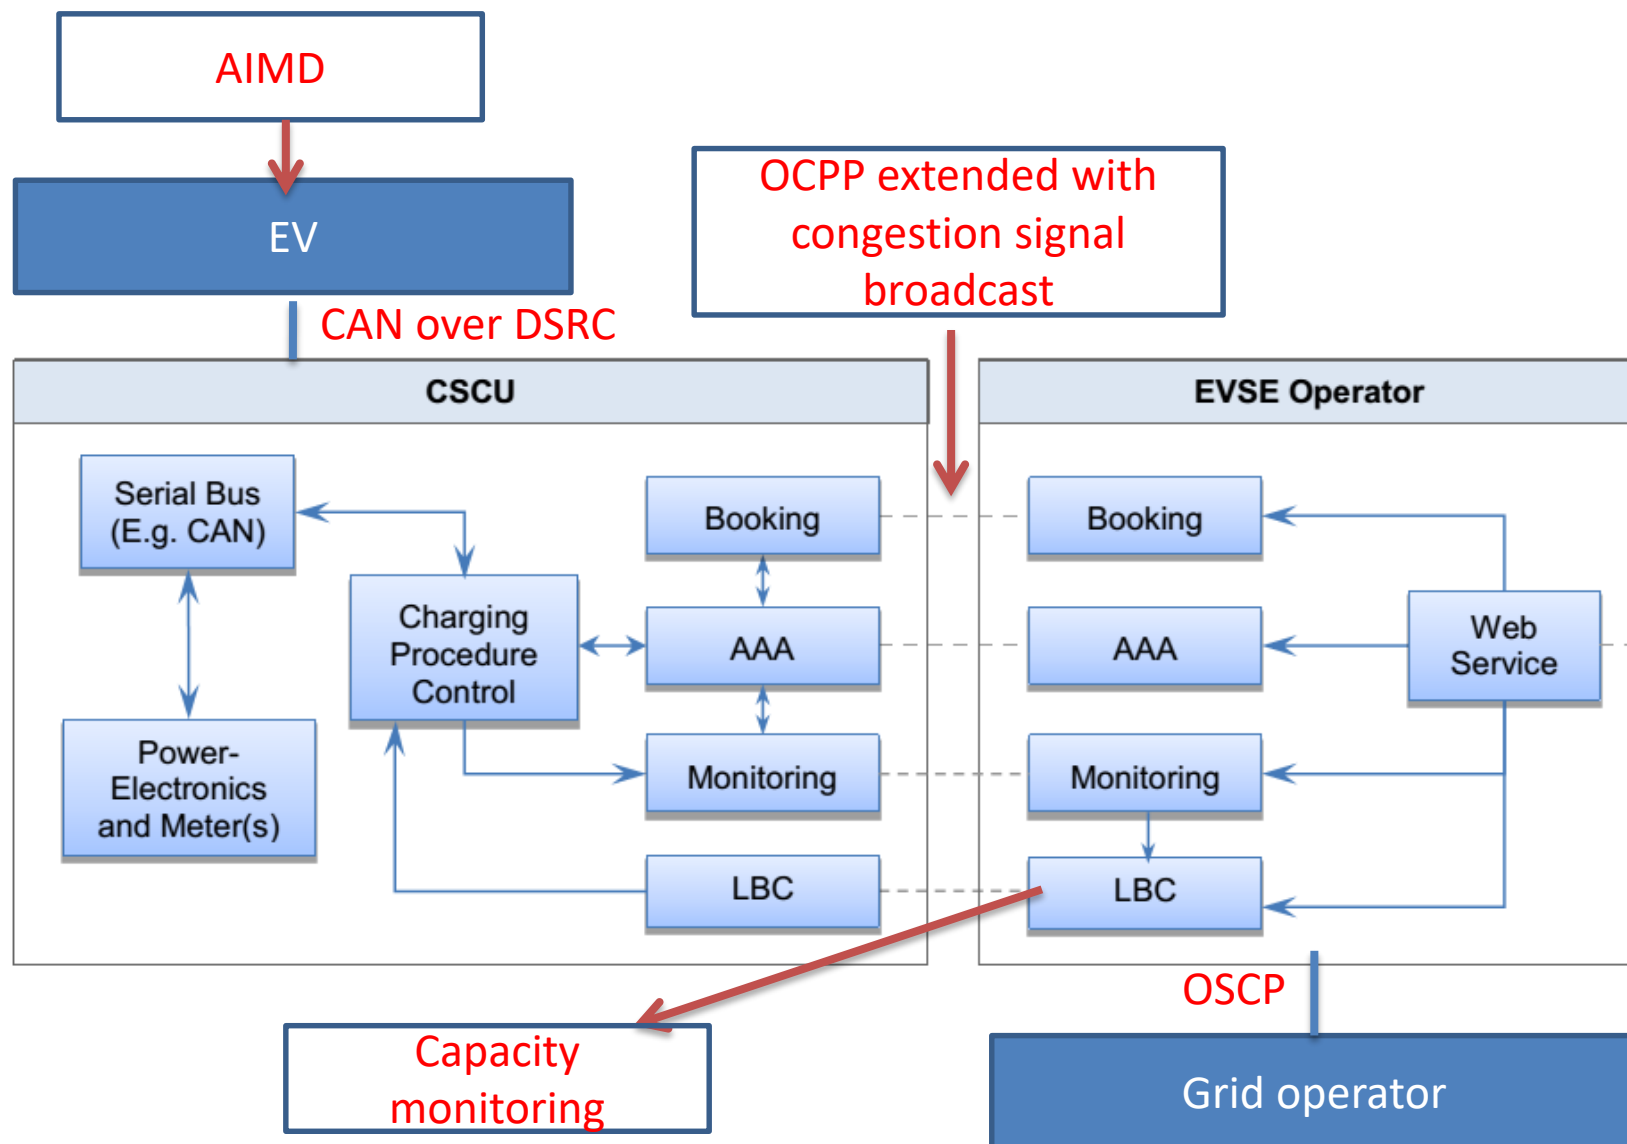 AIMD
EV
CAN over DSRC
OCPP extended with
congestion signal
broadcast
CSCU
Serial Bus
(E.g. CAN)
Power-
Electronics
and Meter(s)
Charging
Procedure
Control
Booking
AAA
Monitoring
LBC
EVSE Operator
Booking
AAA
Monitoring
LBC
Web
Service
Capacity
monitoring
OSCP
Grid operator